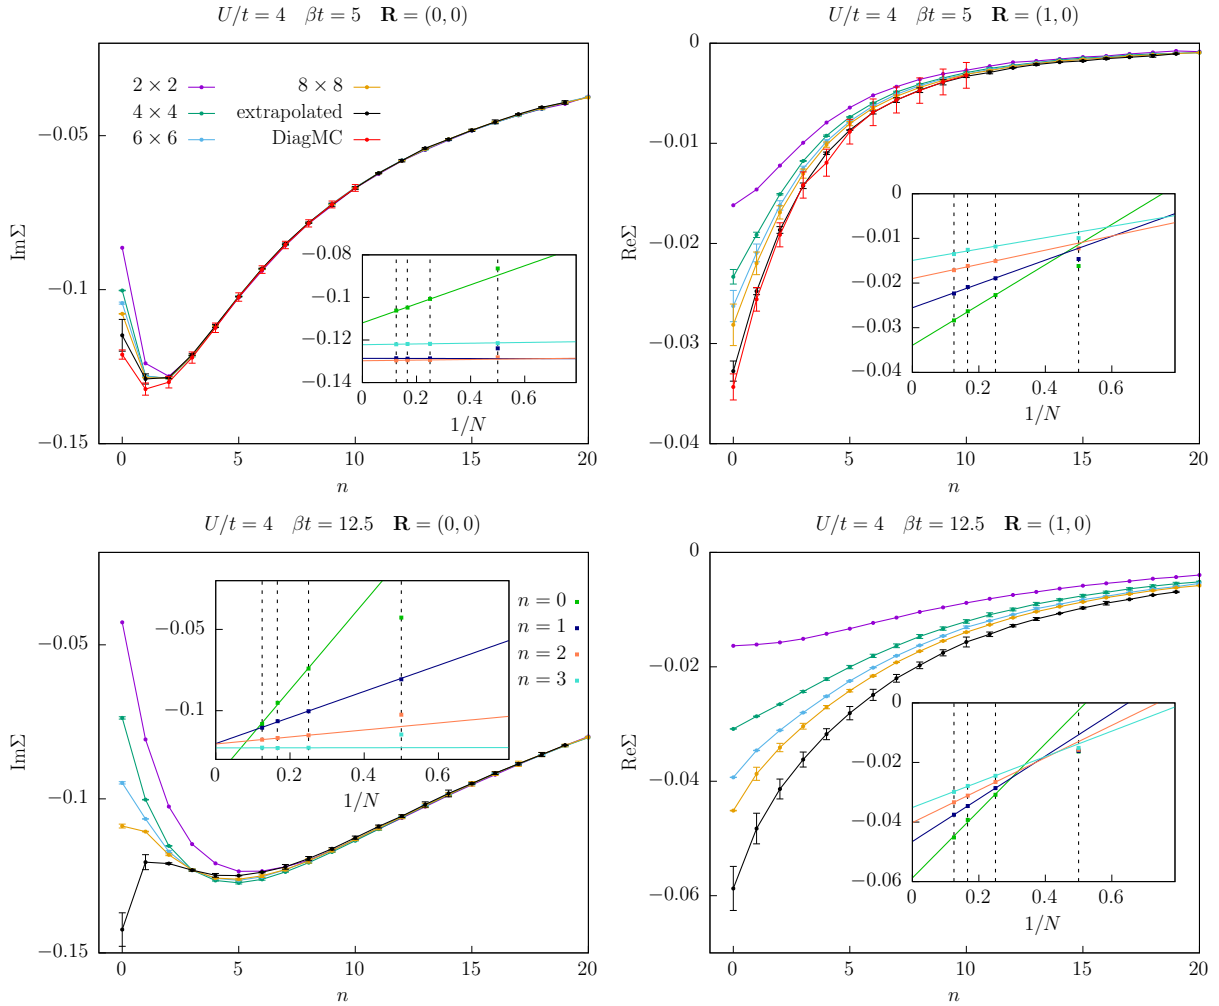 U/t = 4 βt = 5 R = (0, 0)
ImΣ
−0.05
−0.1
−0.15
0 5 10 15 20
n
2 × 2
4 × 4
6 × 6
8 × 8
extrapolated
DiagMC
−0.08
−0.1
−0.12
−0.14
0 0.2 0.4 0.6
1/N
U/t = 4 βt = 5 R = (1, 0)
ReΣ
0
−0.01
−0.02
−0.03
−0.04
0 5 10 15 20
n
0
−0.01
−0.02
−0.03
−0.04
0 0.2 0.4 0.6
1/N
U/t = 4 βt = 12.5 R = (0, 0)
ImΣ
−0.05
−0.1
−0.15
0 5 10 15 20
n
−0.05
−0.1
0 0.2 0.4 0.6
1/N
n = 0
n = 1
n = 2
n = 3
U/t = 4 βt = 12.5 R = (1, 0)
ReΣ
0
−0.02
−0.04
−0.06
0 5 10 15 20
n
0
−0.02
−0.04
−0.06
0 0.2 0.4 0.6
1/N